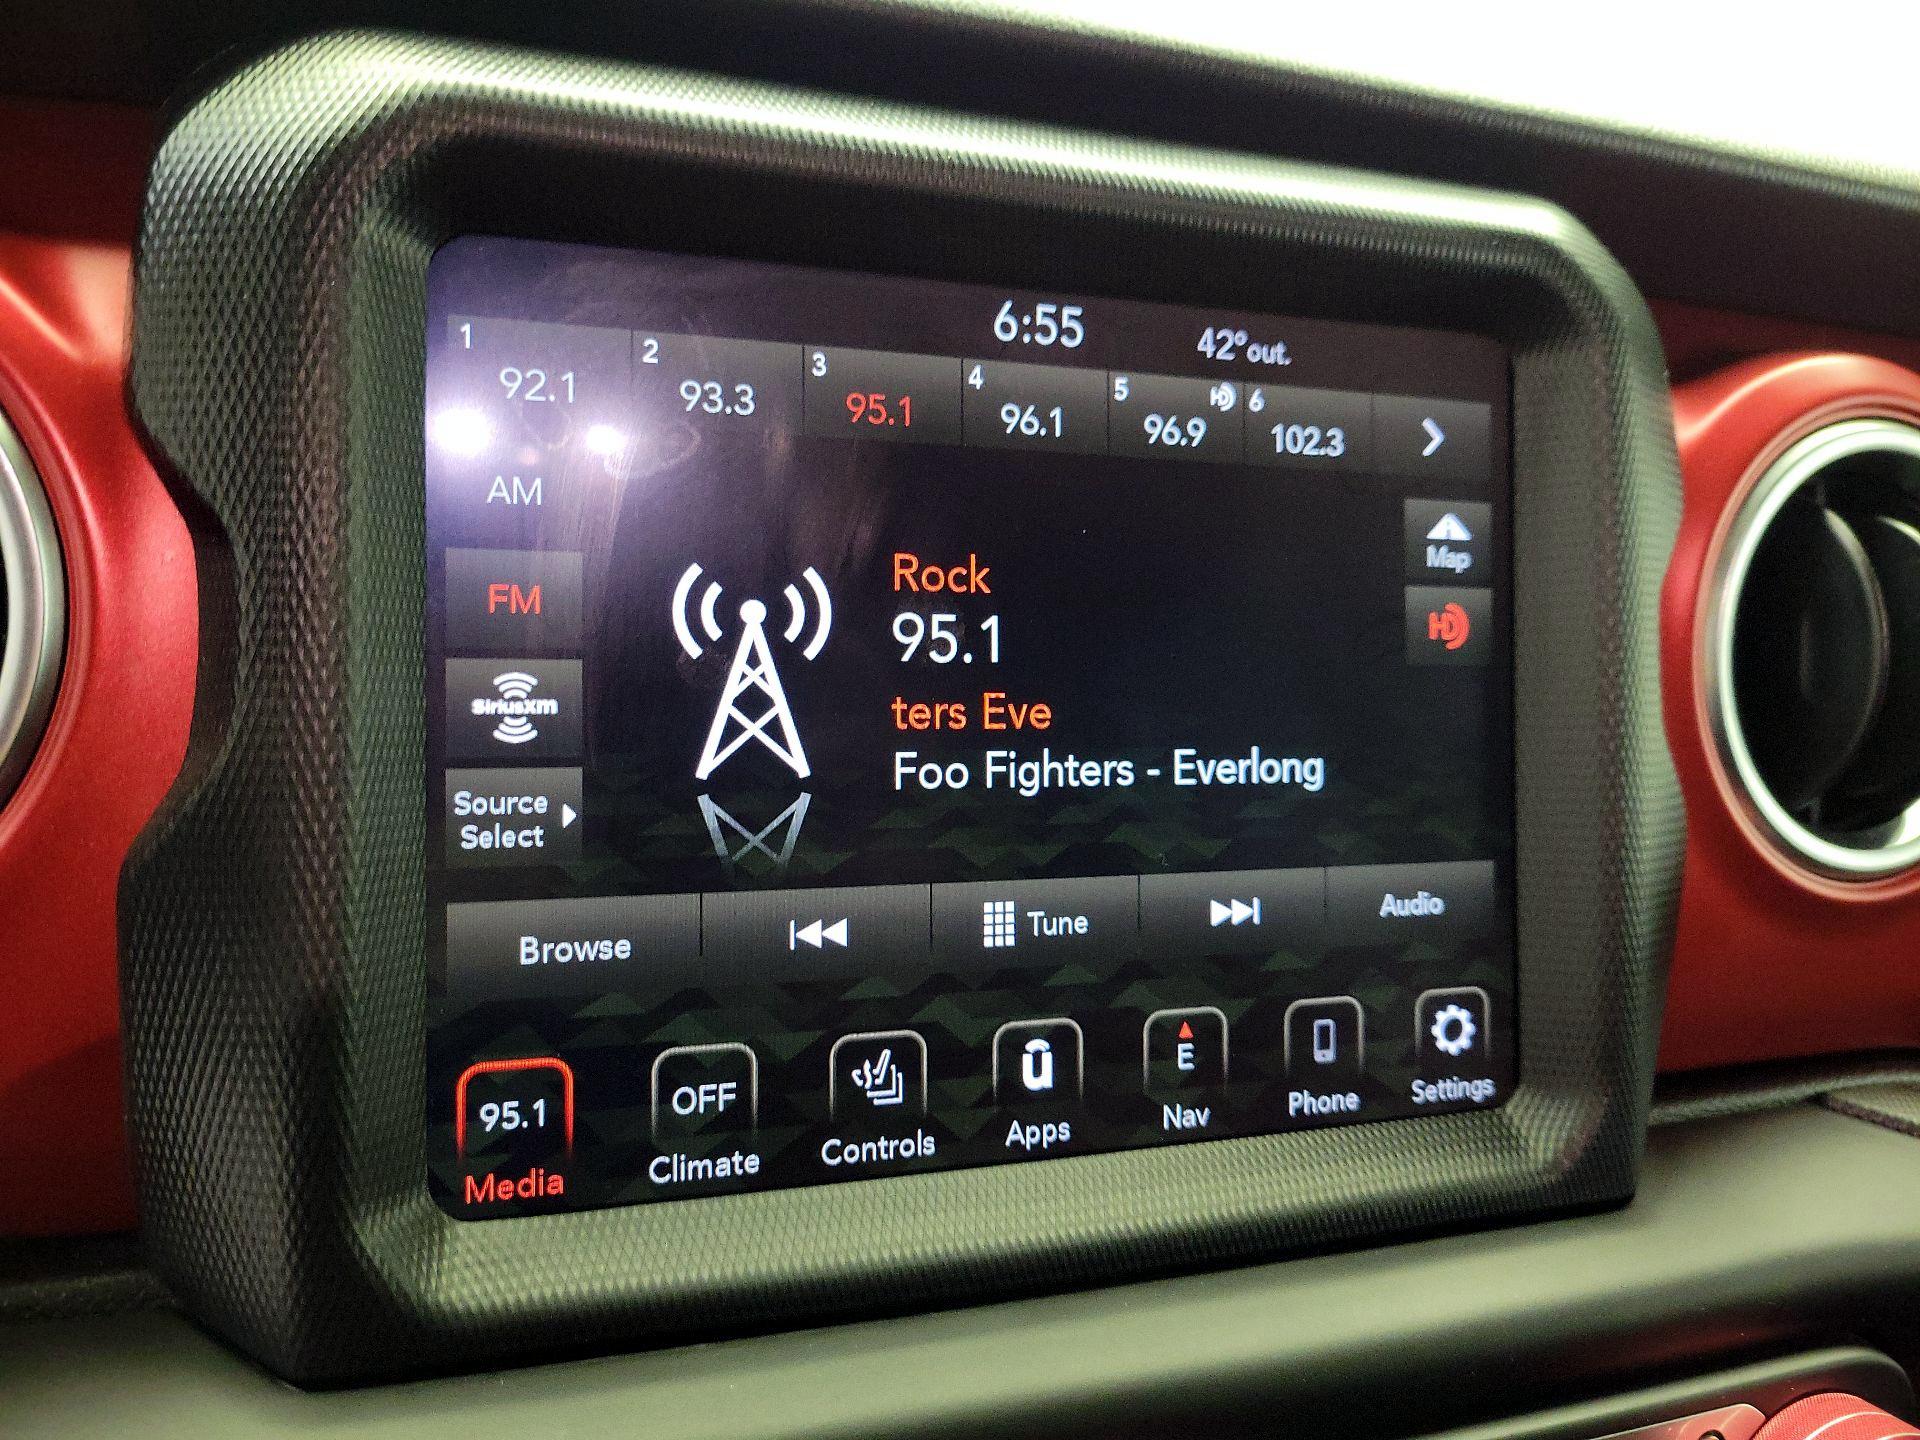 6:55 42°out.
1 92.1 2 93.3 3 95.1 4 96.1 5 96.9 HD 6 102.3
AM
Map
FM
HD
Rock
95.1
SiriusXM
ters Eve
Foo Fighters - Everlong
Source
Select
Browse Tune Audio
95.1 OFF u E
Media Climate Controls Apps Nav Phone Settings